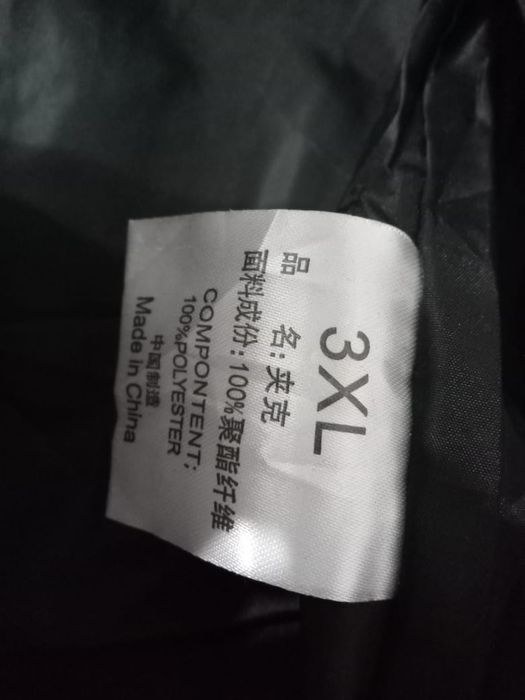 3XL
品 名:夹克
面料成份:100%聚酯纤维
COMPONTENT:
100%POLYESTER
中国制造
Made in China